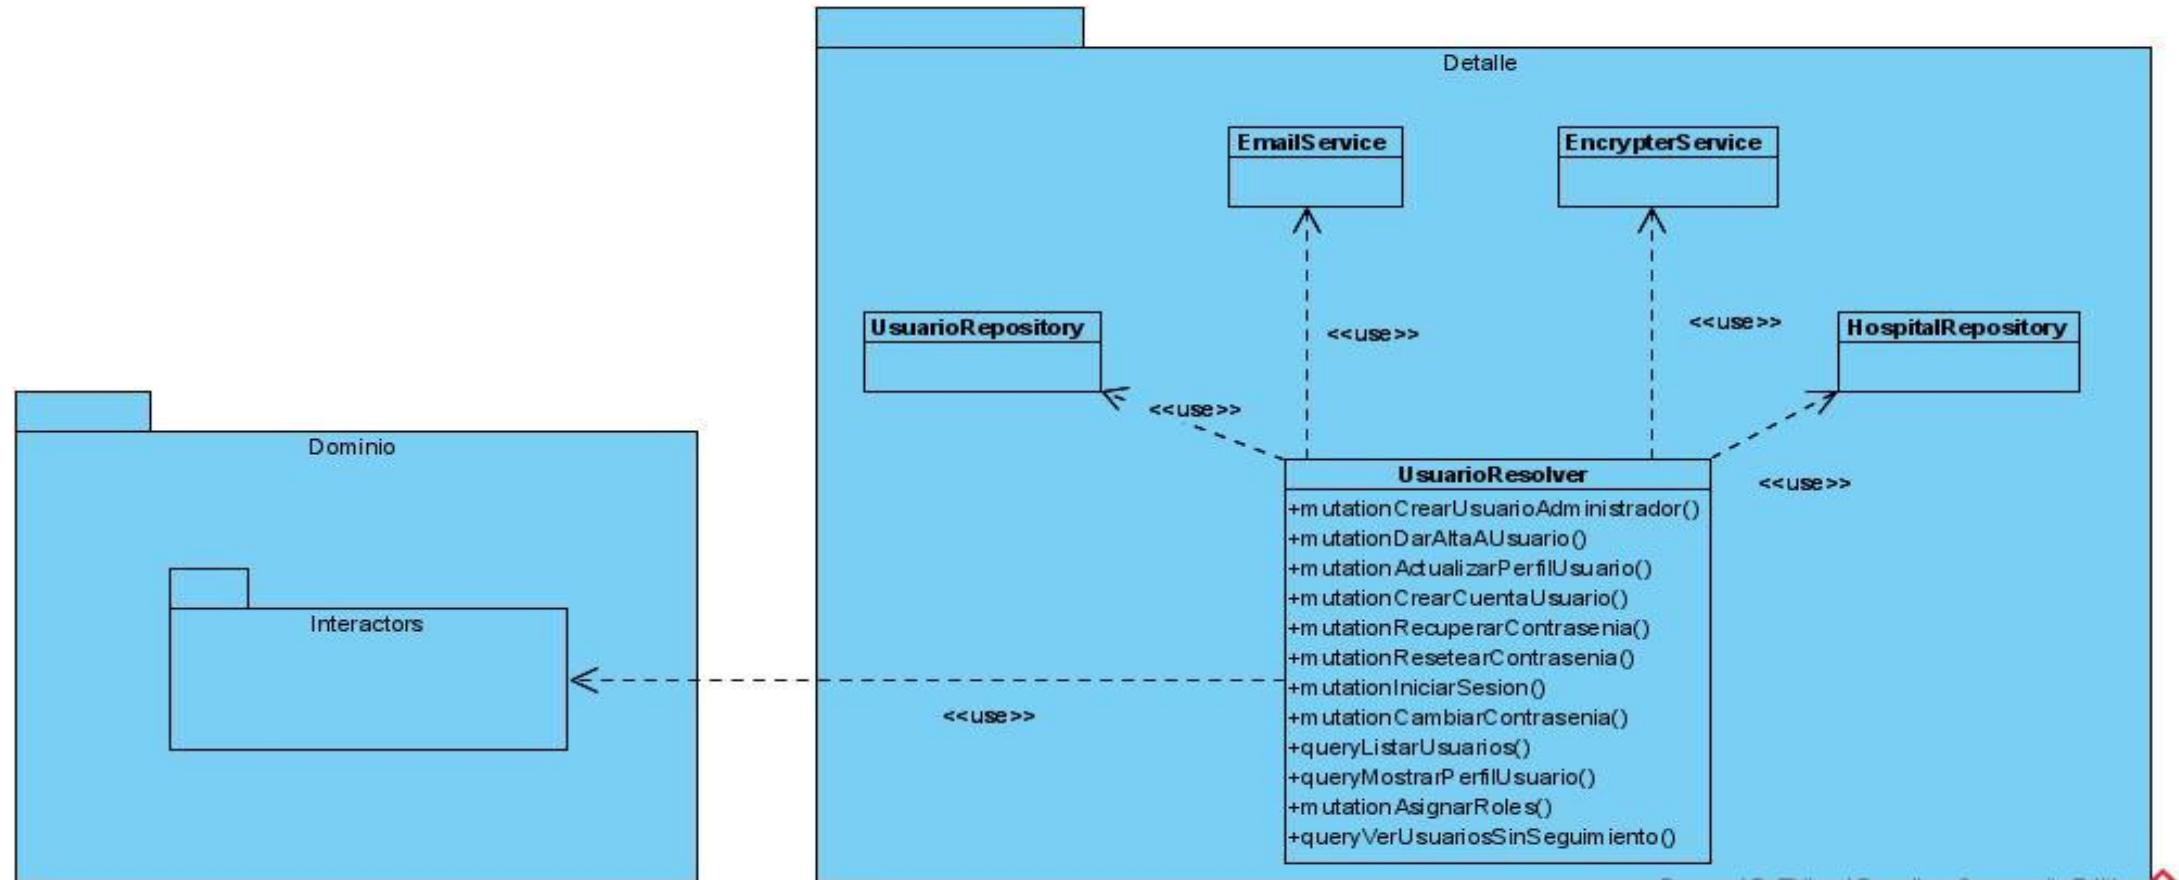 Detalle
EmailService
EncrypterService
UsuarioRepository
<<use>>
<<use>>
HospitalRepository
<<use>>
<<use>>
Dominio
Interactors
<<use>>
UsuarioResolver
+mutationCrearUsuarioAdministrador()
+mutationDarAltaAUsuario()
+mutationActualizarPerfilUsuario()
+mutationCrearCuentaUsuario()
+mutationRecuperarContrasenia()
+mutationResetearContrasenia()
+mutationIniciarSesion()
+mutationCambiarContrasenia()
+queryListarUsuarios()
+queryMostrarPerfilUsuario()
+mutationAsignarRoles()
+queryVerUsuariosSinSeguimiento()